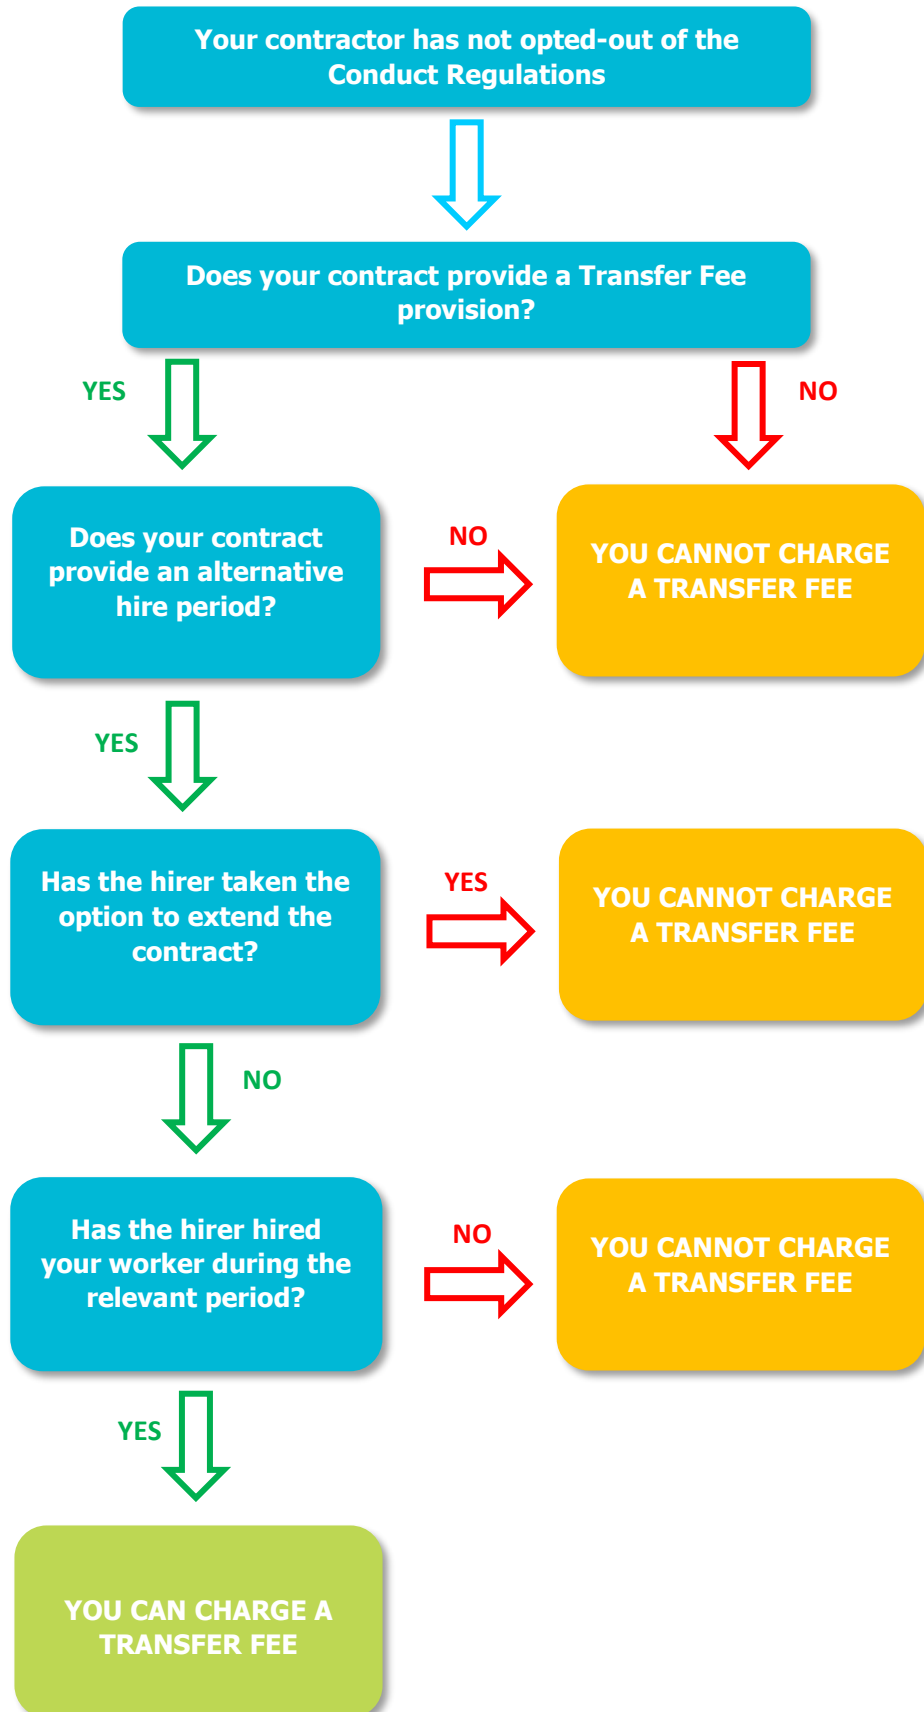 Your contractor has not opted-out of the
Conduct Regulations
Does your contract provide a Transfer Fee
provision?
YES
NO
Does your contract
provide an alternative
hire period?
NO
YOU CANNOT CHARGE
A TRANSFER FEE
YES
Has the hirer taken the
option to extend the
contract?
YES
YOU CANNOT CHARGE
A TRANSFER FEE
NO
Has the hirer hired
your worker during the
relevant period?
NO
YOU CANNOT CHARGE
A TRANSFER FEE
YES
YOU CAN CHARGE A
TRANSFER FEE